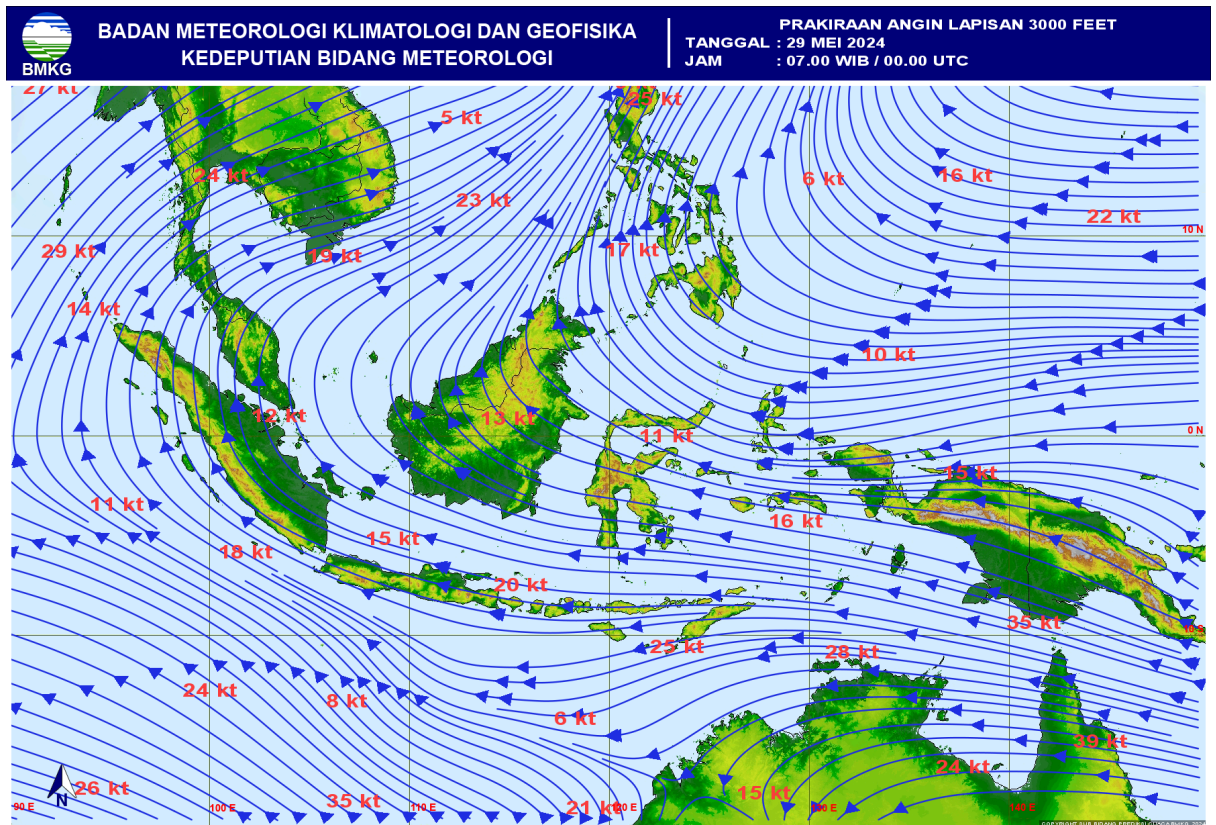 BMKG
BADAN METEOROLOGI KLIMATOLOGI DAN GEOFISIKA
KEDEPUTIAN BIDANG METEOROLOGI
PRAKIRAAN ANGIN LAPISAN 3000 FEET
TANGGAL : 29 MEI 2024
JAM : 07.00 WIB / 00.00 UTC
27 kt
25 kt
5 kt
24 kt
6 kt
16 kt
23 kt
22 kt
10 N
29 kt
19 kt
17 kt
14 kt
10 kt
12 kt
13 kt
11 kt
0 N
15 kt
11 kt
16 kt
15 kt
18 kt
20 kt
35 kt
25 kt
28 kt
24 kt
8 kt
6 kt
39 kt
24 kt
26 kt
15 kt
35 kt
21 kt
N
90 E
100 E
110 E
120 E
140 E